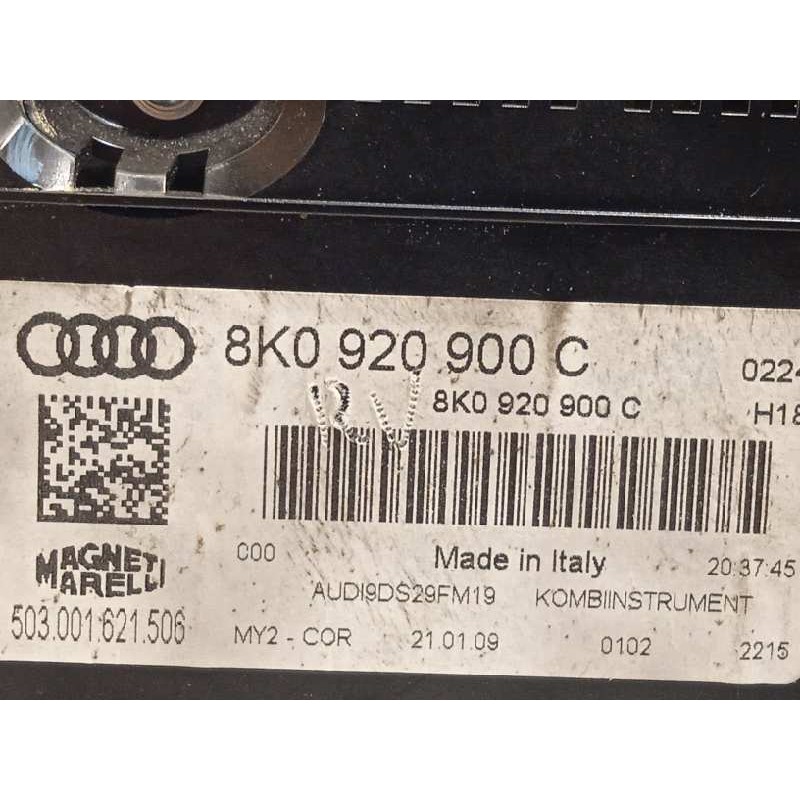 8K0 920 900 C 0224
8K0 920 900 C H18
C00 Made in Italy 20:37:45
MAGNETI
MARELLI
AUDI9DS29FM19 KOMBIINSTRUMENT
503.001.621.506
MY2 - COR 21.01.09 0102 2215